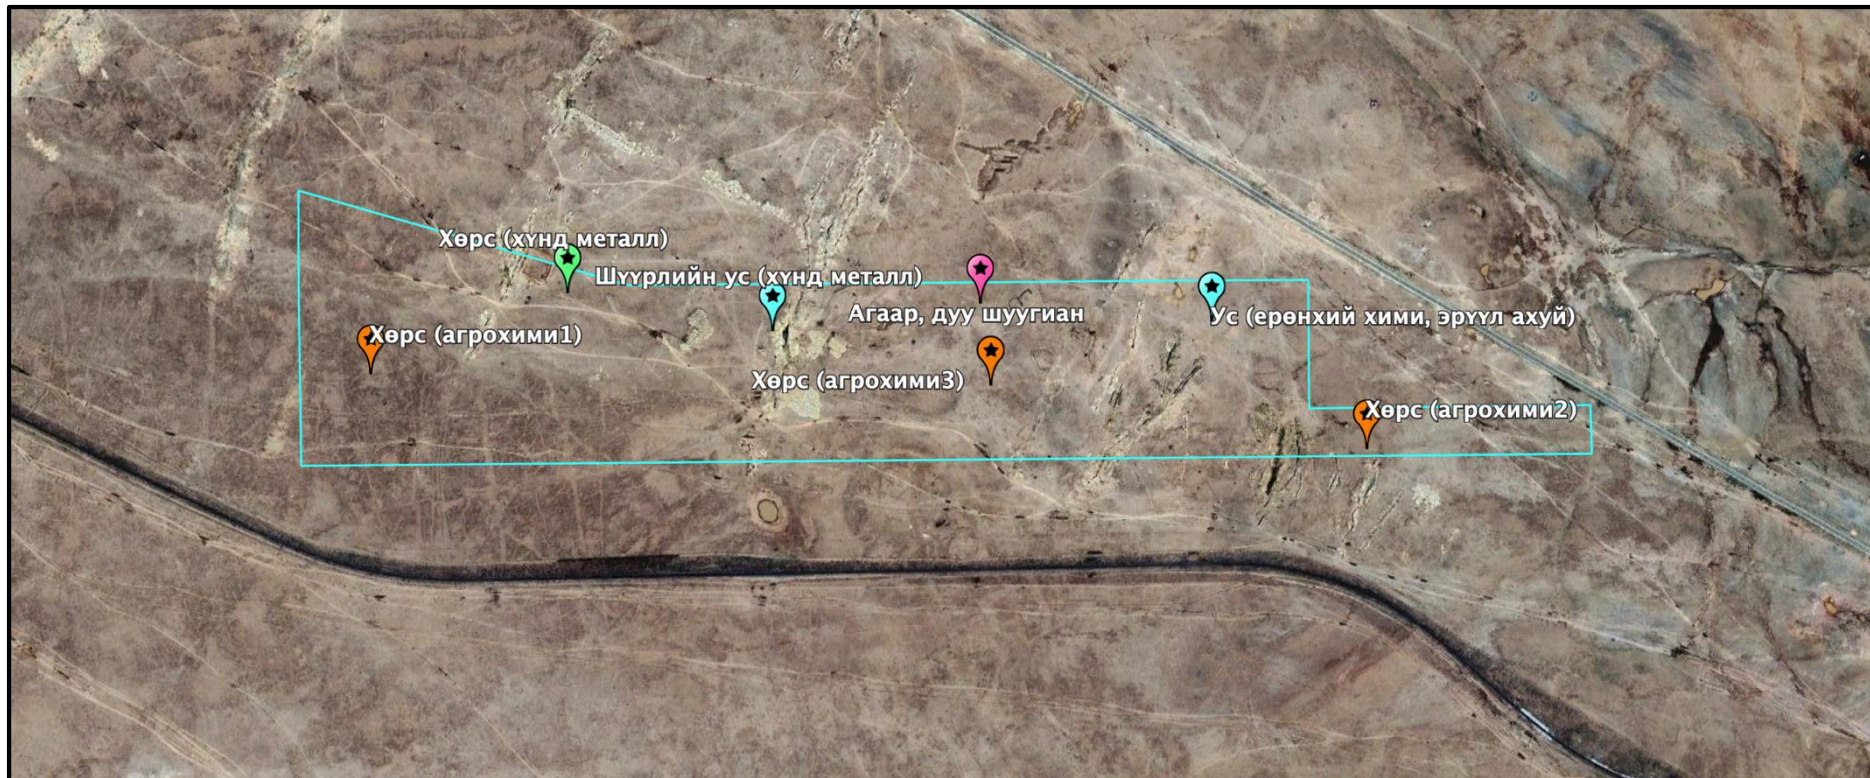 Хөрс (хүнд металл)
Шүүрлийн ус (хүнд металл)
Агаар, дуу шуугиан
Ус (ерөнхий хими, эрүүл ахуй)
Хөрс (агрохими1)
Хөрс (агрохими3)
Хөрс (агрохими2)